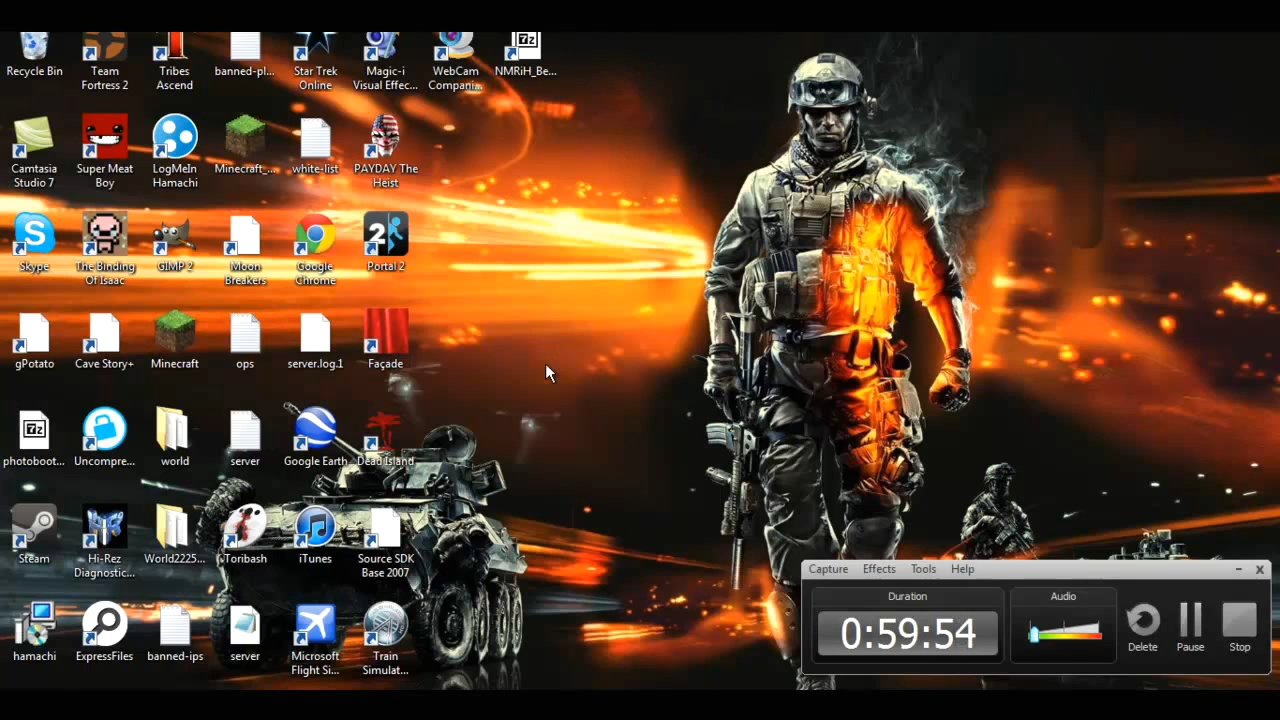 Recycle Bin
Team
Fortress 2
Tribes
Ascend
banned-pl...
Star Trek
Online
Magic-i
Visual Effec...
WebCam
Compani...
7z
NMRiH_Be...
Camtasia
Studio 7
Super Meat
Boy
LogMeIn
Hamachi
Minecraft_...
white-list
PAYDAY The
Heist
S
Skype
The Binding
Of Isaac
GIMP 2
Moon
Breakers
Google
Chrome
2
Portal 2
gPotato
Cave Story+
Minecraft
ops
server.log.1
Façade
7z
photoboot...
Uncompre...
world
server
Google Earth
Dead Island
Steam
Hi-Rez
Diagnostic...
World2225...
Toribash
iTunes
Source SDK
Base 2007
hamachi
ExpressFiles
banned-ips
server
Microsoft
Flight Si...
Train
Simulat...
Capture Effects Tools Help
Duration
Audio
0:59:54
Delete
Pause
Stop